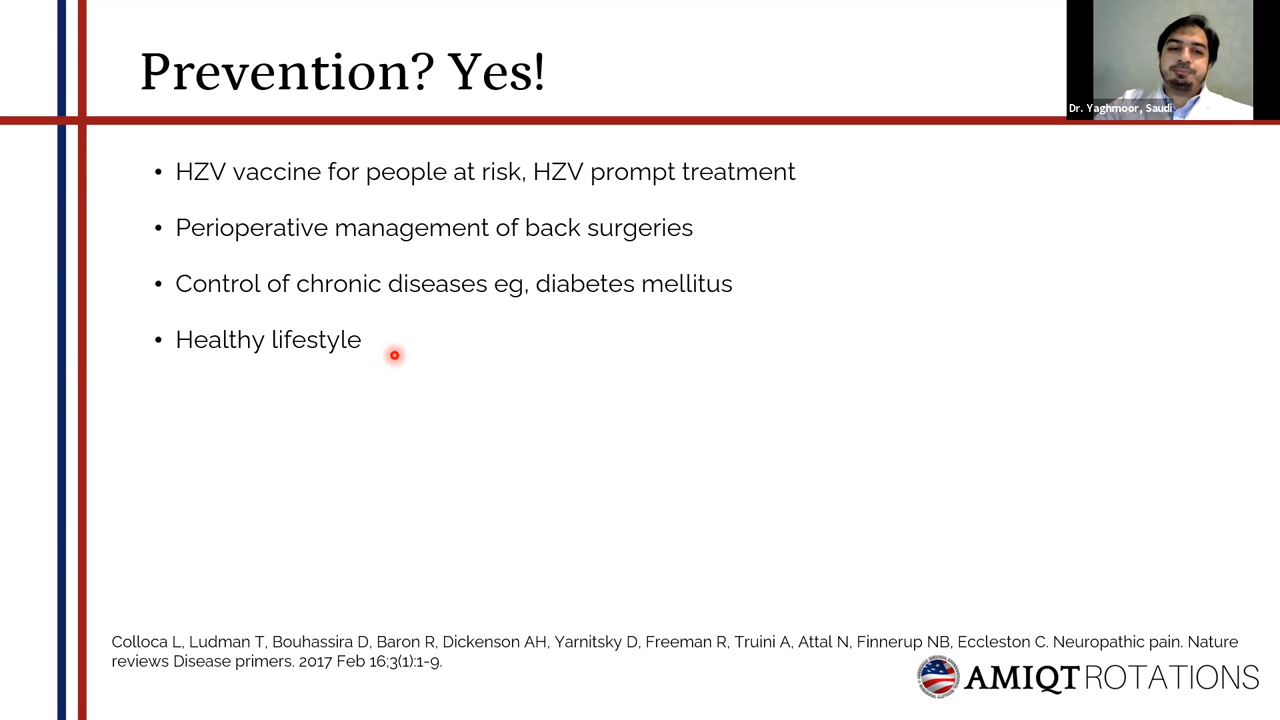 Prevention? Yes!
Dr. Yaghmoor, Saudi
• HZV vaccine for people at risk, HZV prompt treatment
• Perioperative management of back surgeries
• Control of chronic diseases eg, diabetes mellitus
• Healthy lifestyle
Colloca L, Ludman T, Bouhassira D, Baron R, Dickenson AH, Yarnitsky D, Freeman R, Truini A, Attal N, Finnerup NB, Eccleston C. Neuropathic pain. Nature
reviews Disease primers. 2017 Feb 16;3(1):1-9.
AMIQT ROTATIONS